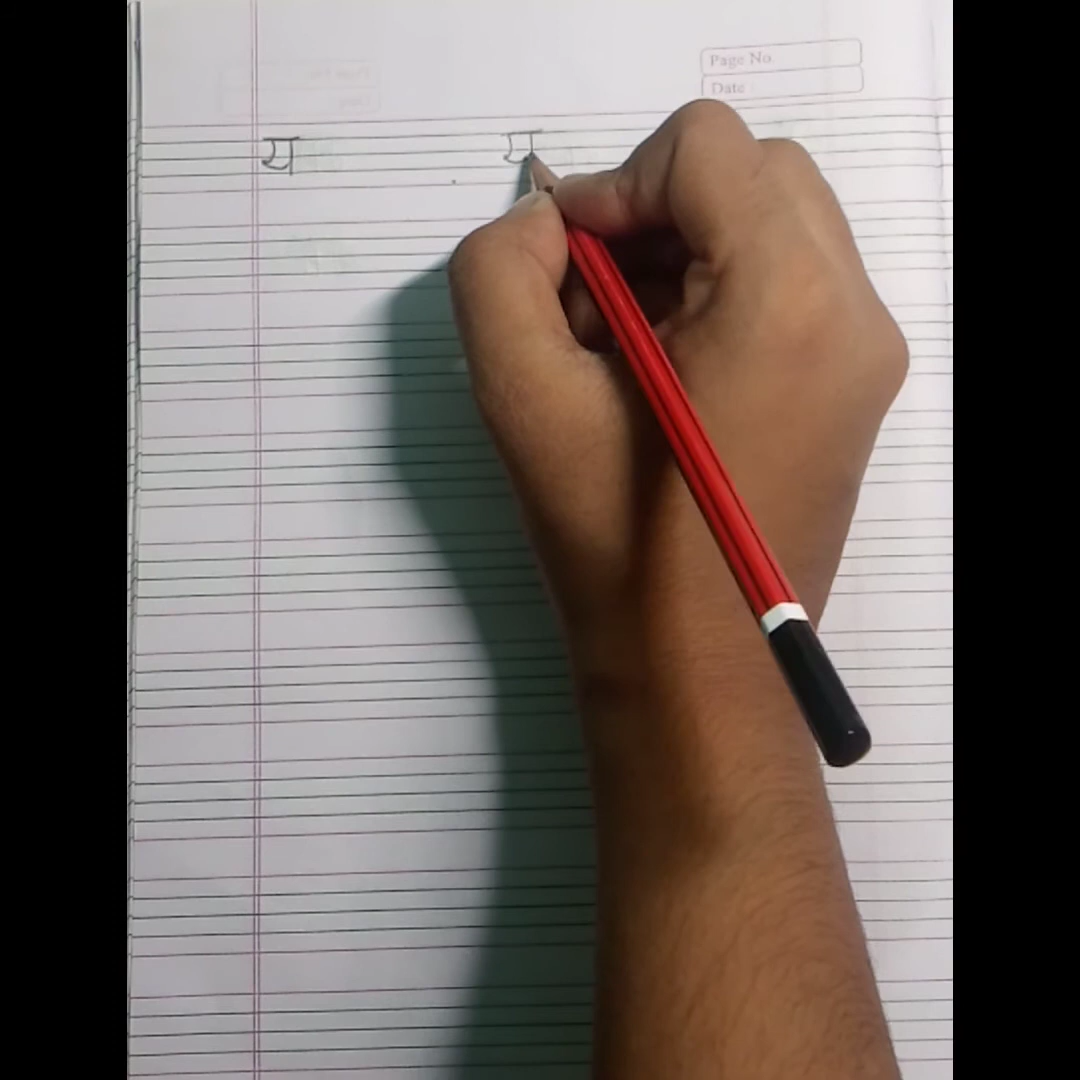 Page No.
Date :
य य